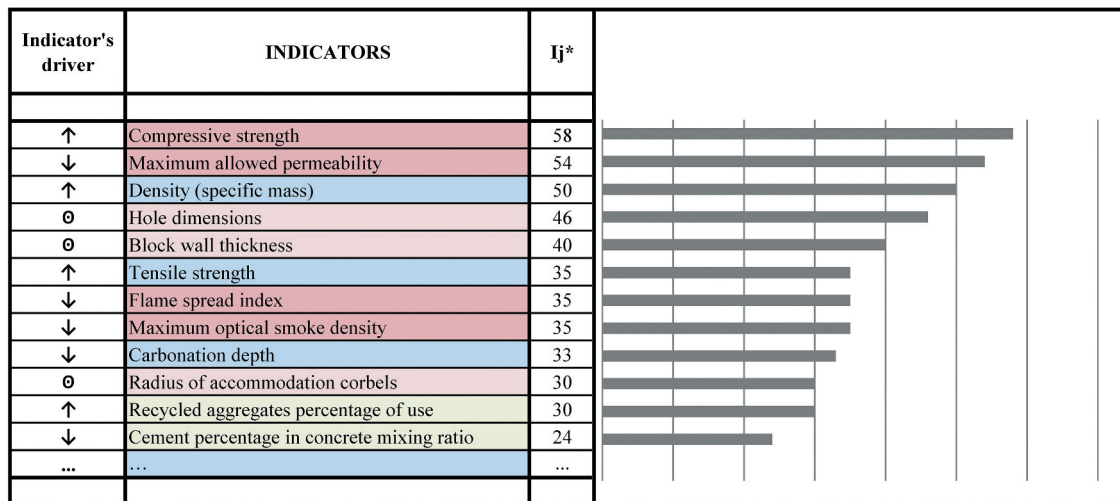 Indicator's driver INDICATORS Ij*
↑ Compressive strength 58
↓ Maximum allowed permeability 54
↑ Density (specific mass) 50
ʘ Hole dimensions 46
ʘ Block wall thickness 40
↑ Tensile strength 35
↓ Flame spread index 35
↓ Maximum optical smoke density 35
↓ Carbonation depth 33
ʘ Radius of accommodation corbels 30
↑ Recycled aggregates percentage of use 30
↓ Cement percentage in concrete mixing ratio 24
... ... ...